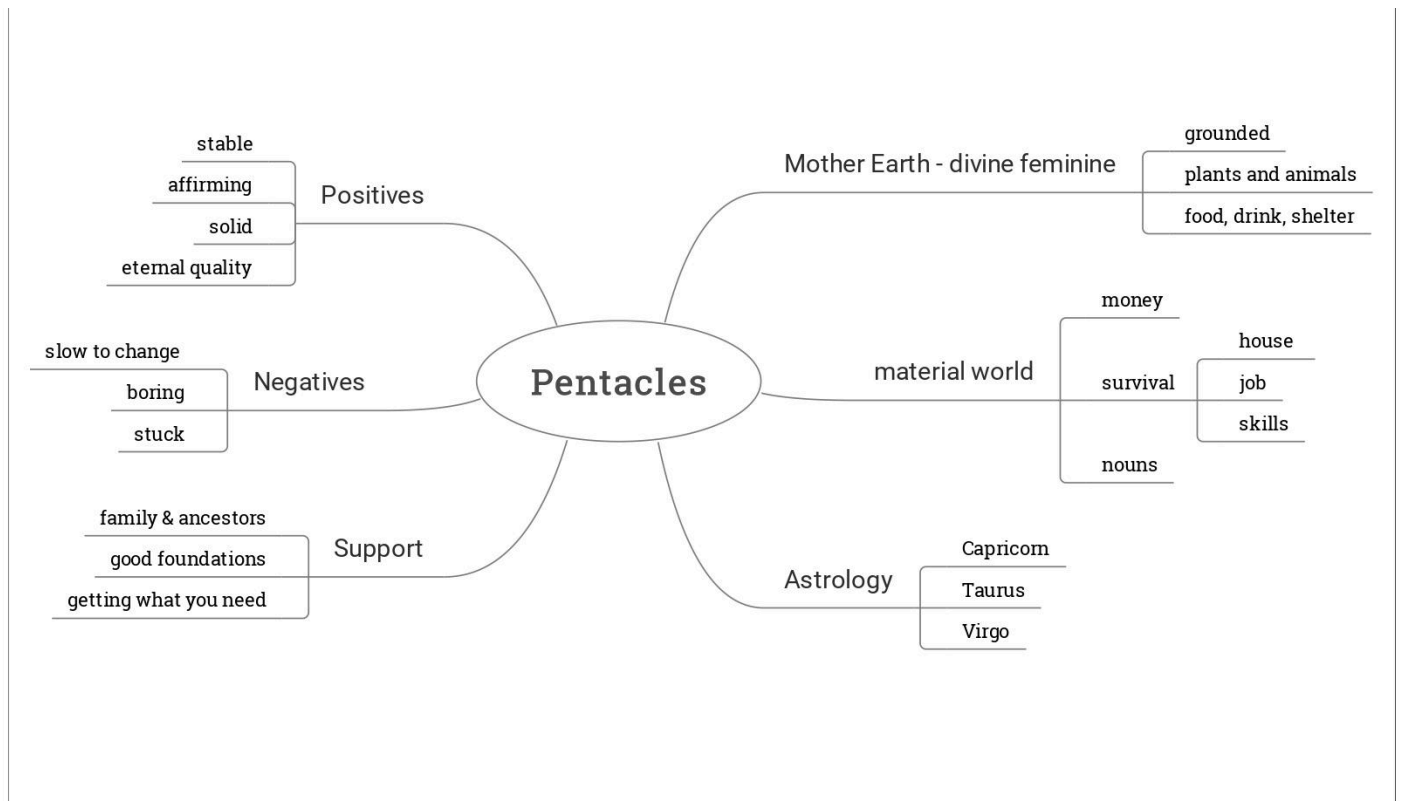 Pentacles
Positives
stable
affirming
solid
eternal quality
Negatives
slow to change
boring
stuck
Support
family & ancestors
good foundations
getting what you need
Mother Earth - divine feminine
grounded
plants and animals
food, drink, shelter
material world
money
survival
house
job
skills
nouns
Astrology
Capricorn
Taurus
Virgo